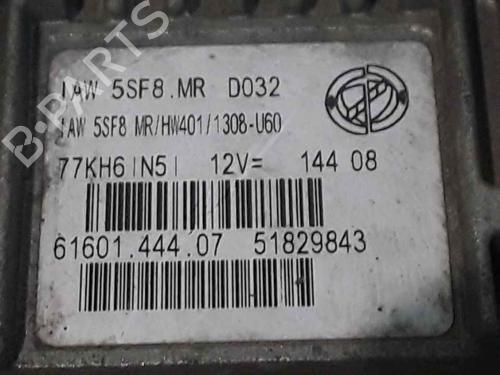 IAW 5SF8.MR D032
IAW 5SF8 MR/HW401/1308-U60
77KH6|N5| 12V= 144 08
61601.444.07 51829843
B-PARTS